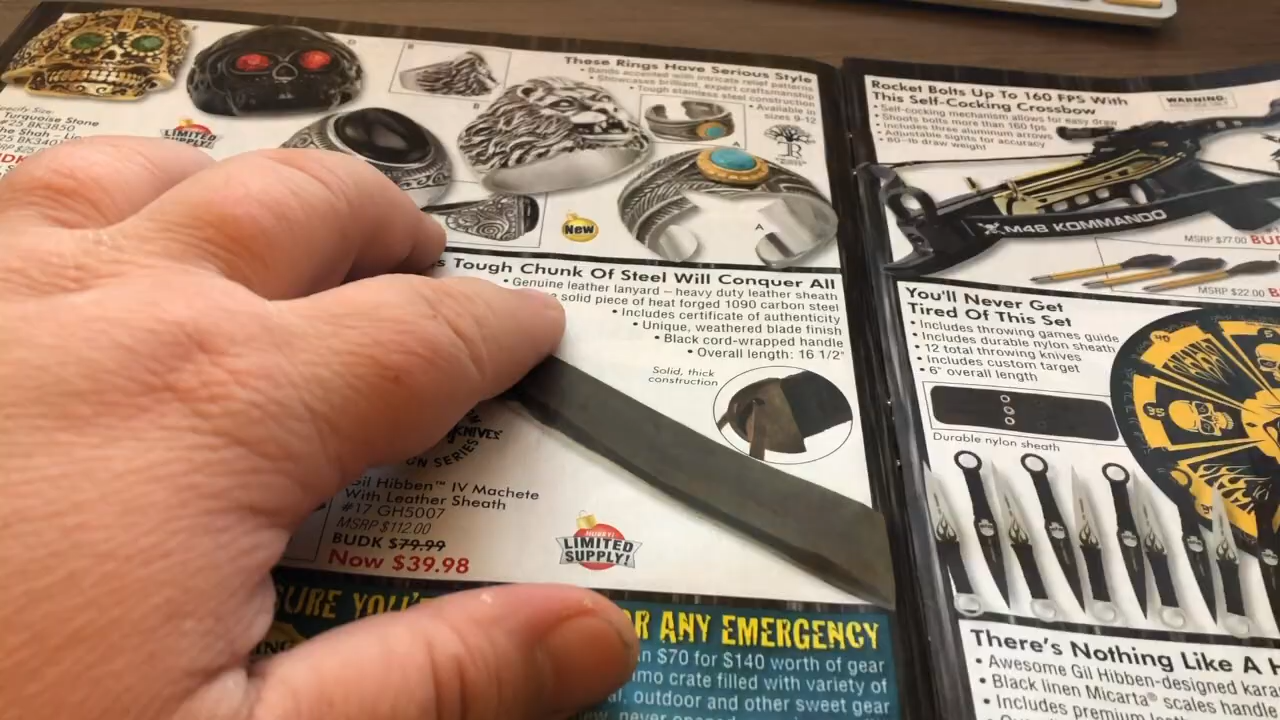 Turquoise Stone
BK3850
LIMITED
SUPPLY!
B
B
A
A
These Rings Have Serious Style
• Bands accented with intricate relief patterns
• Showcases brilliant, expert craftsmanship
• Tough stainless steel construction
• Available in
sizes 9-12
New
Tough Chunk Of Steel Will Conquer All
• Genuine leather lanyard – heavy duty leather sheath
solid piece of heat forged 1090 carbon steel
• Includes certificate of authenticity
• Unique, weathered blade finish
• Black cord-wrapped handle
• Overall length: 16 1/2"
Solid, thick
construction
KNIVES
SERIES
Gil Hibben™ IV Machete
With Leather Sheath
#17 GH5007
MSRP $112.00
BUDK $79.99
Now $39.98
HURRY!
LIMITED
SUPPLY!
SURE YOU'
OR ANY EMERGENCY
in $70 for $140 worth of gear
crate filled with variety of
outdoor and other sweet gear
never opened
Rocket Bolts Up To 160 FPS With
This Self-Cocking Crossbow
• Self-cocking mechanism allows for easy draw
• Shoots bolts more than 160 fps
• Includes three aluminum arrows
• Adjustable sights for accuracy
• 80-lb draw weight
WARNING
M48 KOMMANDO
MSRP $77.00
MSRP $22.00
You'll Never Get
Tired Of This Set
• Includes throwing games guide
• Includes durable nylon sheath
• 12 total throwing knives
• Includes custom target
• 6" overall length
Durable nylon sheath
There's Nothing Like A
• Awesome Gil Hibben-designed
• Black linen Micarta® scales handle
• Includes premium